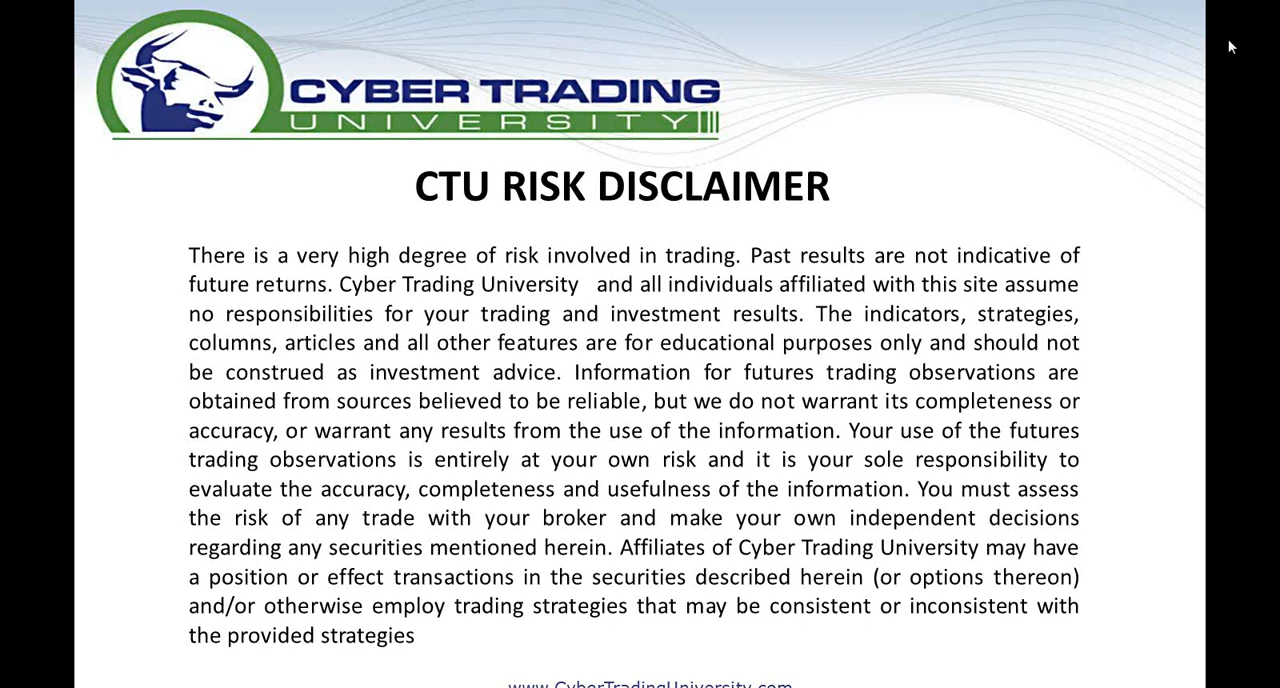 CYBER TRADING
UNIVERSITY
CTU RISK DISCLAIMER
There is a very high degree of risk involved in trading. Past results are not indicative of
future returns. Cyber Trading University and all individuals affiliated with this site assume
no responsibilities for your trading and investment results. The indicators, strategies,
columns, articles and all other features are for educational purposes only and should not
be construed as investment advice. Information for futures trading observations are
obtained from sources believed to be reliable, but we do not warrant its completeness or
accuracy, or warrant any results from the use of the information. Your use of the futures
trading observations is entirely at your own risk and it is your sole responsibility to
evaluate the accuracy, completeness and usefulness of the information. You must assess
the risk of any trade with your broker and make your own independent decisions
regarding any securities mentioned herein. Affiliates of Cyber Trading University may have
a position or effect transactions in the securities described herein (or options thereon)
and/or otherwise employ trading strategies that may be consistent or inconsistent with
the provided strategies
www.CyberTradingUniversity.com